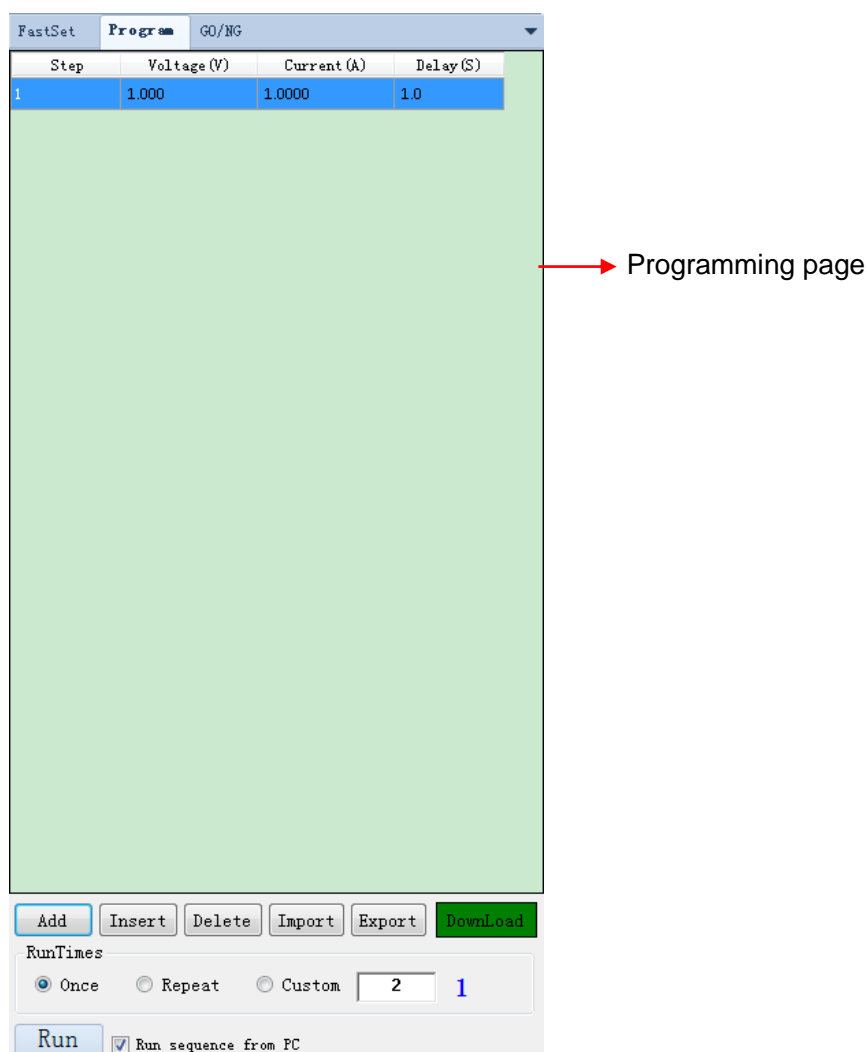 FastSet Program GO/NG
Step Voltage(V) Current(A) Delay(S)
1 1.000 1.0000 1.0
Programming page
Add Insert Delete Import Export DownLoad
RunTimes
Once Repeat Custom 2 1
Run Run sequence from PC